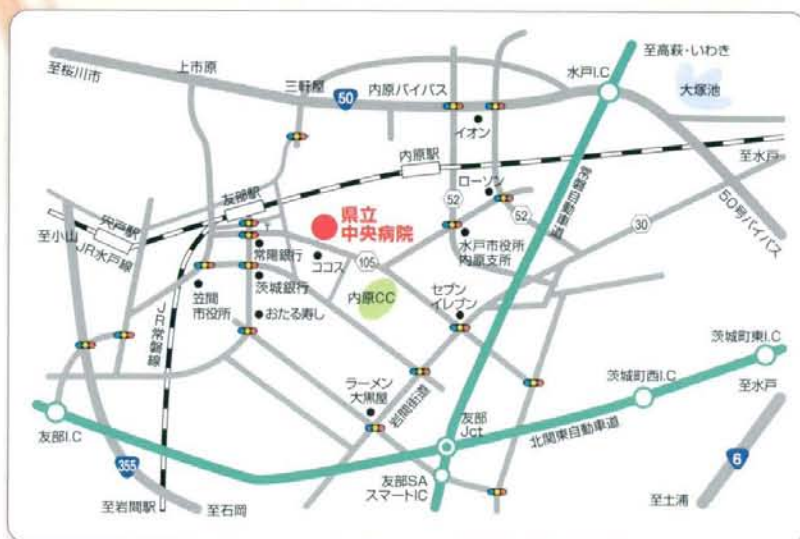 至高萩・いわき
至桜川市
上市原
三軒屋
内原バイパス
50
水戸I.C
大塚池
イオン
内原駅
至水戸
ローソン
常磐自動車道
友部駅
52
52
50号バイパス
宍戸駅
県立
中央病院
30
至小山
JR水戸線
常陽銀行
ココス
105
水戸市役所
内原支所
笠間
市役所
茨城銀行
おたる寿し
内原CC
セブン
イレブン
JR常磐線
茨城町東I.C
ラーメン
大黒屋
岩間街道
茨城町西I.C
至水戸
友部I.C
友部
Jct.
北関東自動車道
355
6
友部SA
スマートIC
至岩間駅
至石岡
至土浦